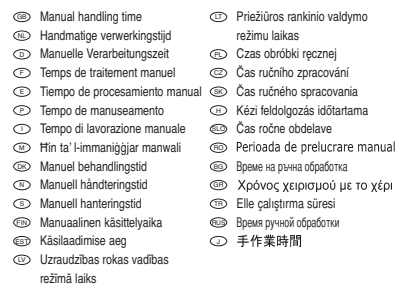 GB Manual handling time
NL Handmatige verwerkingstijd
D Manuelle Verarbeitungszeit
F Temps de traitement manuel
E Tiempo de procesamiento manual
P Tempo de manuseamento
I Tempo di lavorazione manuale
M Ħin ta' l-immaniġġjar manwali
DK Manuel behandlingstid
N Manuell håndteringstid
S Manuell hanteringstid
FIN Manuaalinen käsittelyaika
EST Käsilaadimise aeg
LV Uzraudzības rokas vadības
režīmā laiks
LT Priežiūros rankinio valdymo
režimu laikas
PL Czas obróbki ręcznej
CZ Čas ručního zpracování
SK Čas ručného spracovania
H Kézi feldolgozás időtartama
SLO Čas ročne obdelave
RO Perioada de prelucrare manual
BG Време на ръчна обработка
GR Χρόνος χειρισμού με το χέρι
TR Elle çalıştırma süresi
RUS Время ручной обработки
J 手作業時間